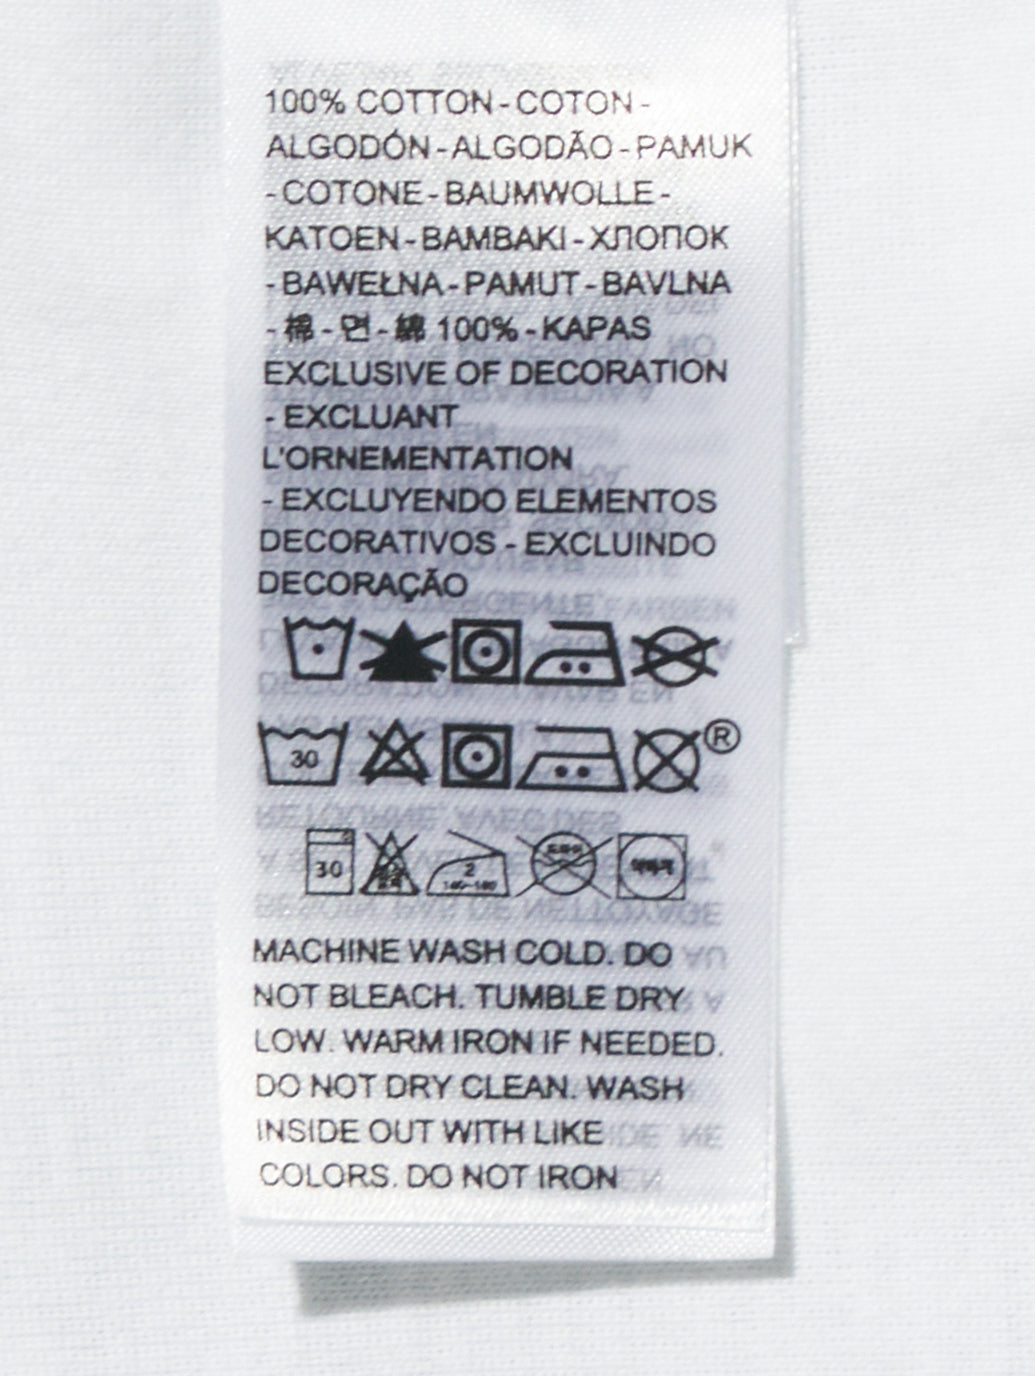 100% COTTON - COTON -
ALGODÓN - ALGODÃO - PAMUK
- COTONE - BAUMWOLLE -
KATOEN - BAMBAKI - ХЛОПОК
- BAWEŁNA - PAMUT - BAVLNA
- 棉 - 면 - 綿 100% - KAPAS
EXCLUSIVE OF DECORATION
- EXCLUANT
L'ORNEMENTATION
- EXCLUYENDO ELEMENTOS
DECORATIVOS - EXCLUINDO
DECORAÇÃO
30 ®
30 2
MACHINE WASH COLD. DO
NOT BLEACH. TUMBLE DRY
LOW. WARM IRON IF NEEDED.
DO NOT DRY CLEAN. WASH
INSIDE OUT WITH LIKE
COLORS. DO NOT IRON